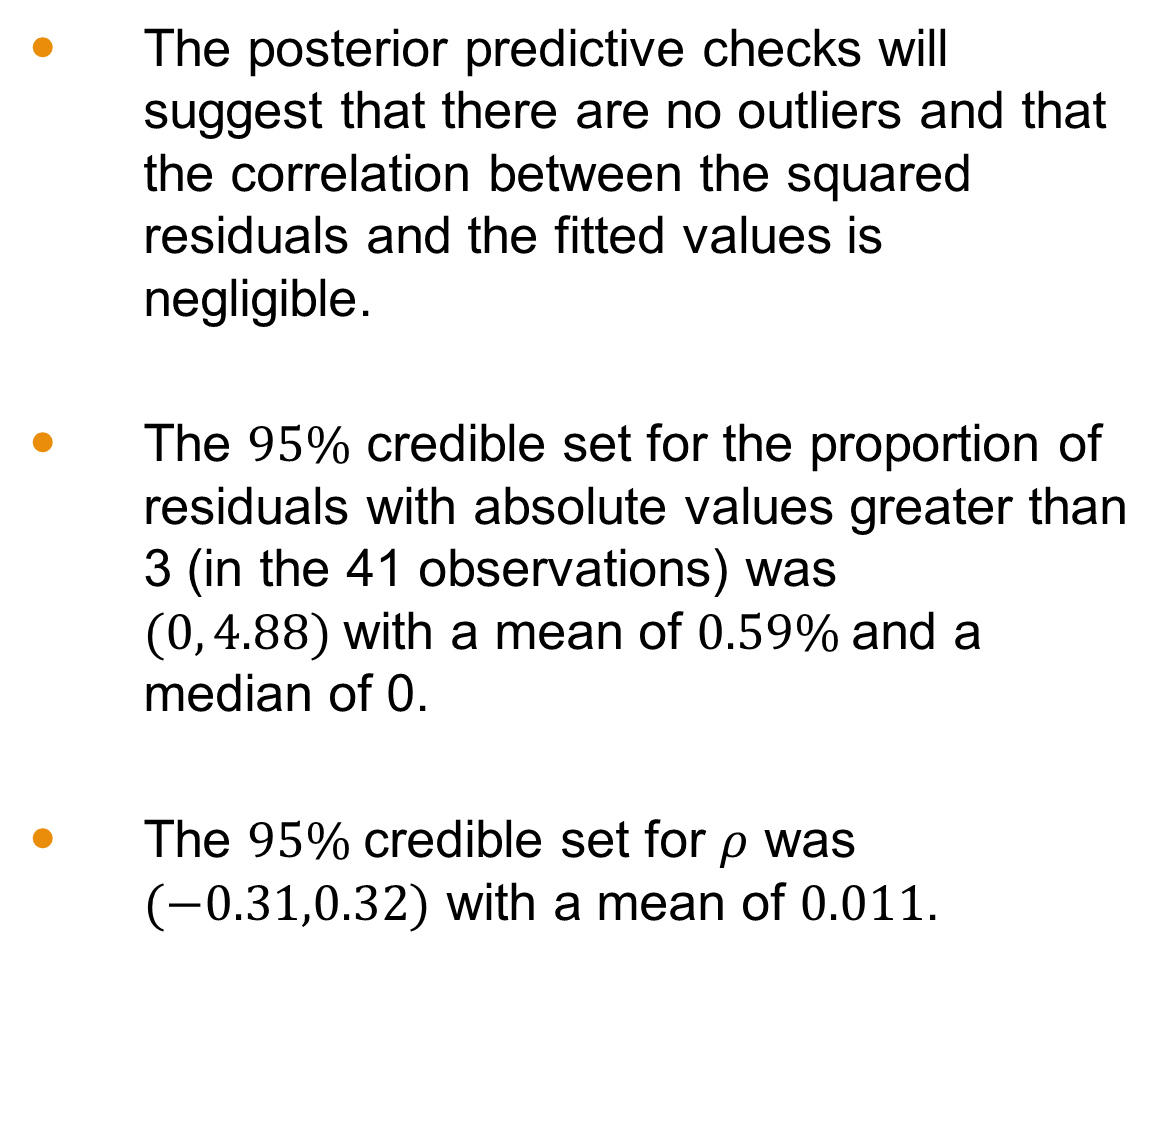 • The posterior predictive checks will
suggest that there are no outliers and that
the correlation between the squared
residuals and the fitted values is
negligible.
• The 95% credible set for the proportion of
residuals with absolute values greater than
3 (in the 41 observations) was
(0, 4.88) with a mean of 0.59% and a
median of 0.
• The 95% credible set for ρ was
(−0.31,0.32) with a mean of 0.011.